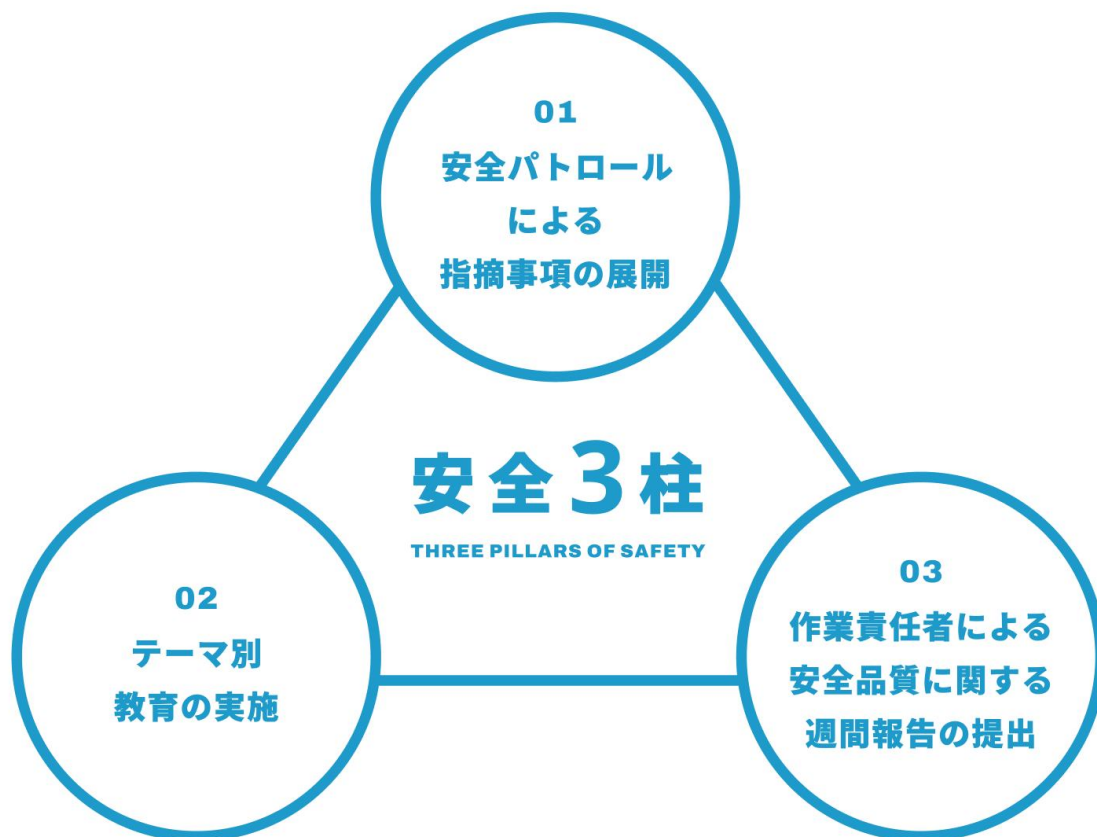 01
安全パトロール
による
指摘事項の展開
安全3柱
THREE PILLARS OF SAFETY
02
テーマ別
教育の実施
03
作業責任者による
安全品質に関する
週間報告の提出